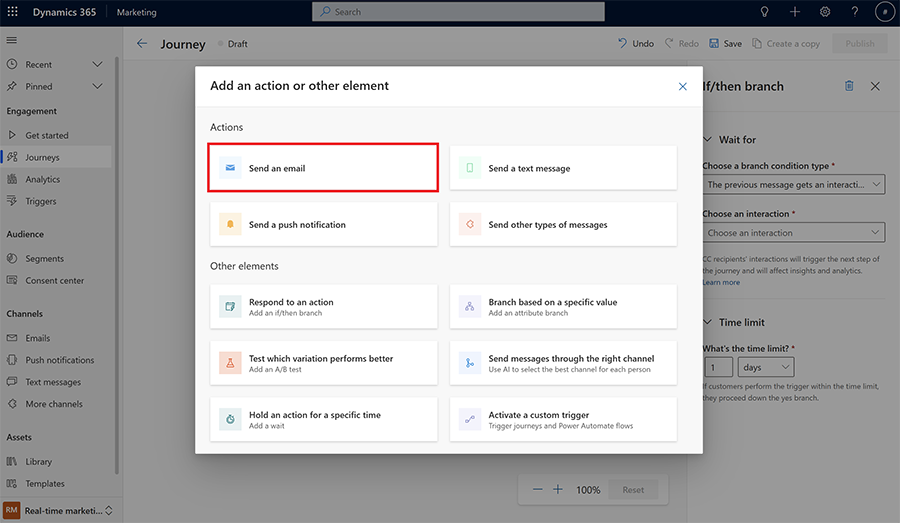 Dynamics 365
Marketing
Search
?
#
Recent
Pinned
Engagement
Get started
Journeys
Analytics
Triggers
Audience
Segments
Consent center
Channels
Emails
Push notifications
Text messages
More channels
Assets
Library
Templates
RM Real-time marketi...
Journey
Draft
Undo
Redo
Save
Create a copy
Publish
Add an action or other element
Actions
Send an email
Send a text message
Send a push notification
Send other types of messages
Other elements
Respond to an action
Add an if/then branch
Branch based on a specific value
Add an attribute branch
Test which variation performs better
Add an A/B test
Send messages through the right channel
Use AI to select the best channel for each person
Hold an action for a specific time
Add a wait
Activate a custom trigger
Trigger journeys and Power Automate flows
100%
Reset
If/then branch
Wait for
Choose a branch condition type *
The previous message gets an interacti...
Choose an interaction *
Choose an interaction
CC recipients' interactions will trigger the next step of
the journey and will affect insights and analytics.
Learn more
Time limit
What's the time limit? *
1
days
If customers perform the trigger within the time limit,
they proceed down the yes branch.